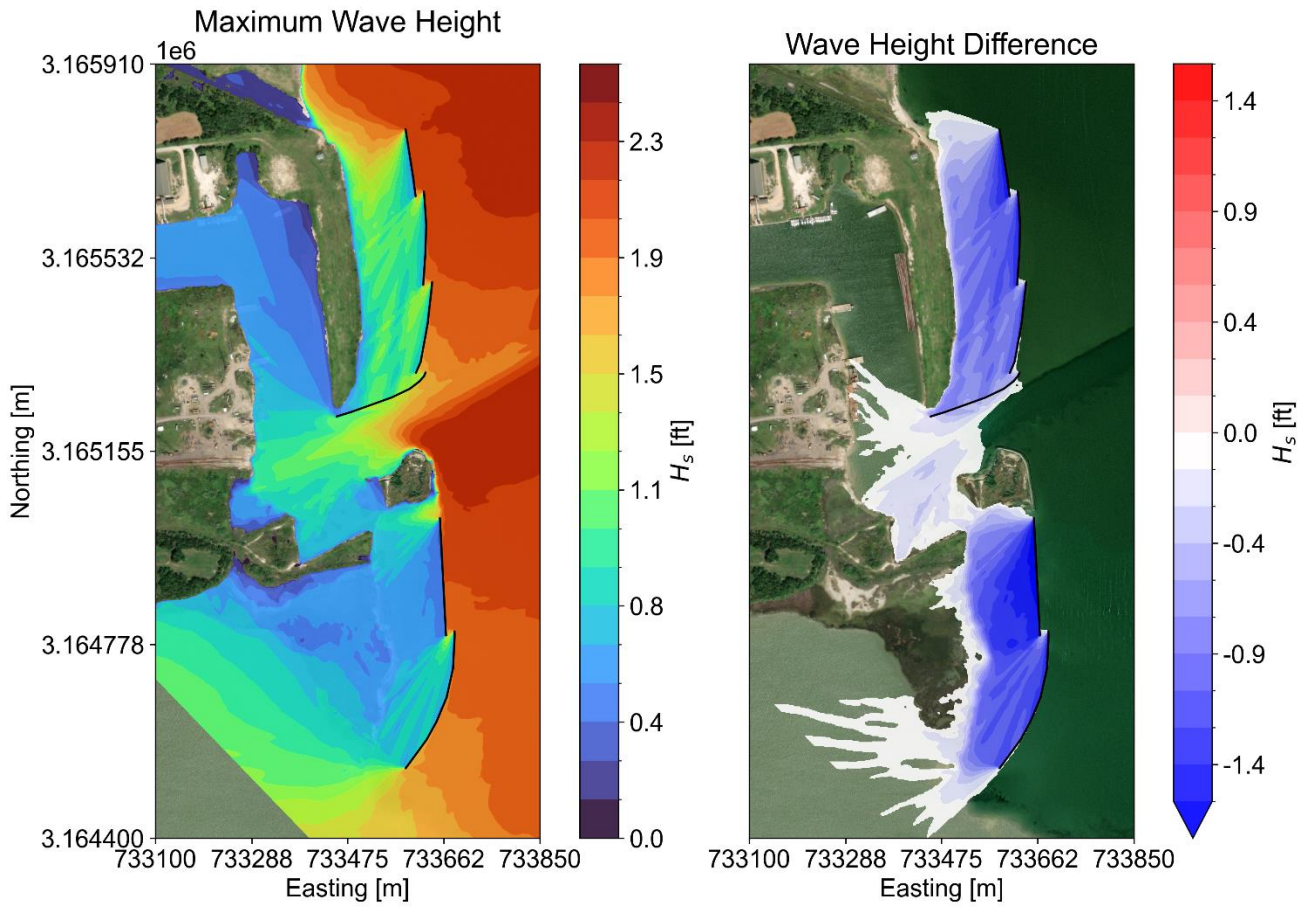 Maximum Wave Height
1e6
3.165910
3.165532
3.165155
3.164778
3.164400
Northing [m]
733100 733288 733475 733662 733850
Easting [m]
2.3
1.9
1.5
1.1
0.8
0.4
0.0
Hs [ft]
Wave Height Difference
733100 733288 733475 733662 733850
Easting [m]
1.4
0.9
0.4
0.0
-0.4
-0.9
-1.4
Hs [ft]